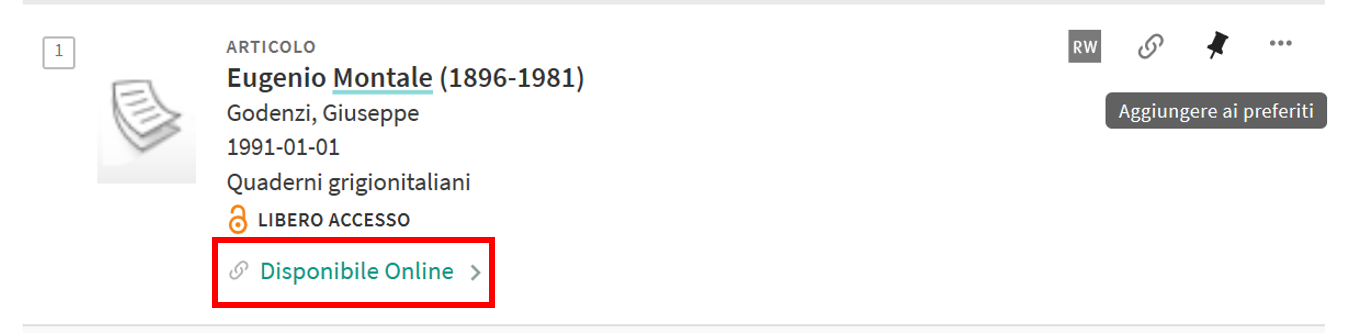 1
ARTICOLO
RW
Eugenio Montale (1896-1981)
Aggiungere ai preferiti
Godenzi, Giuseppe
1991-01-01
Quaderni grigionitaliani
LIBERO ACCESSO
Disponibile Online